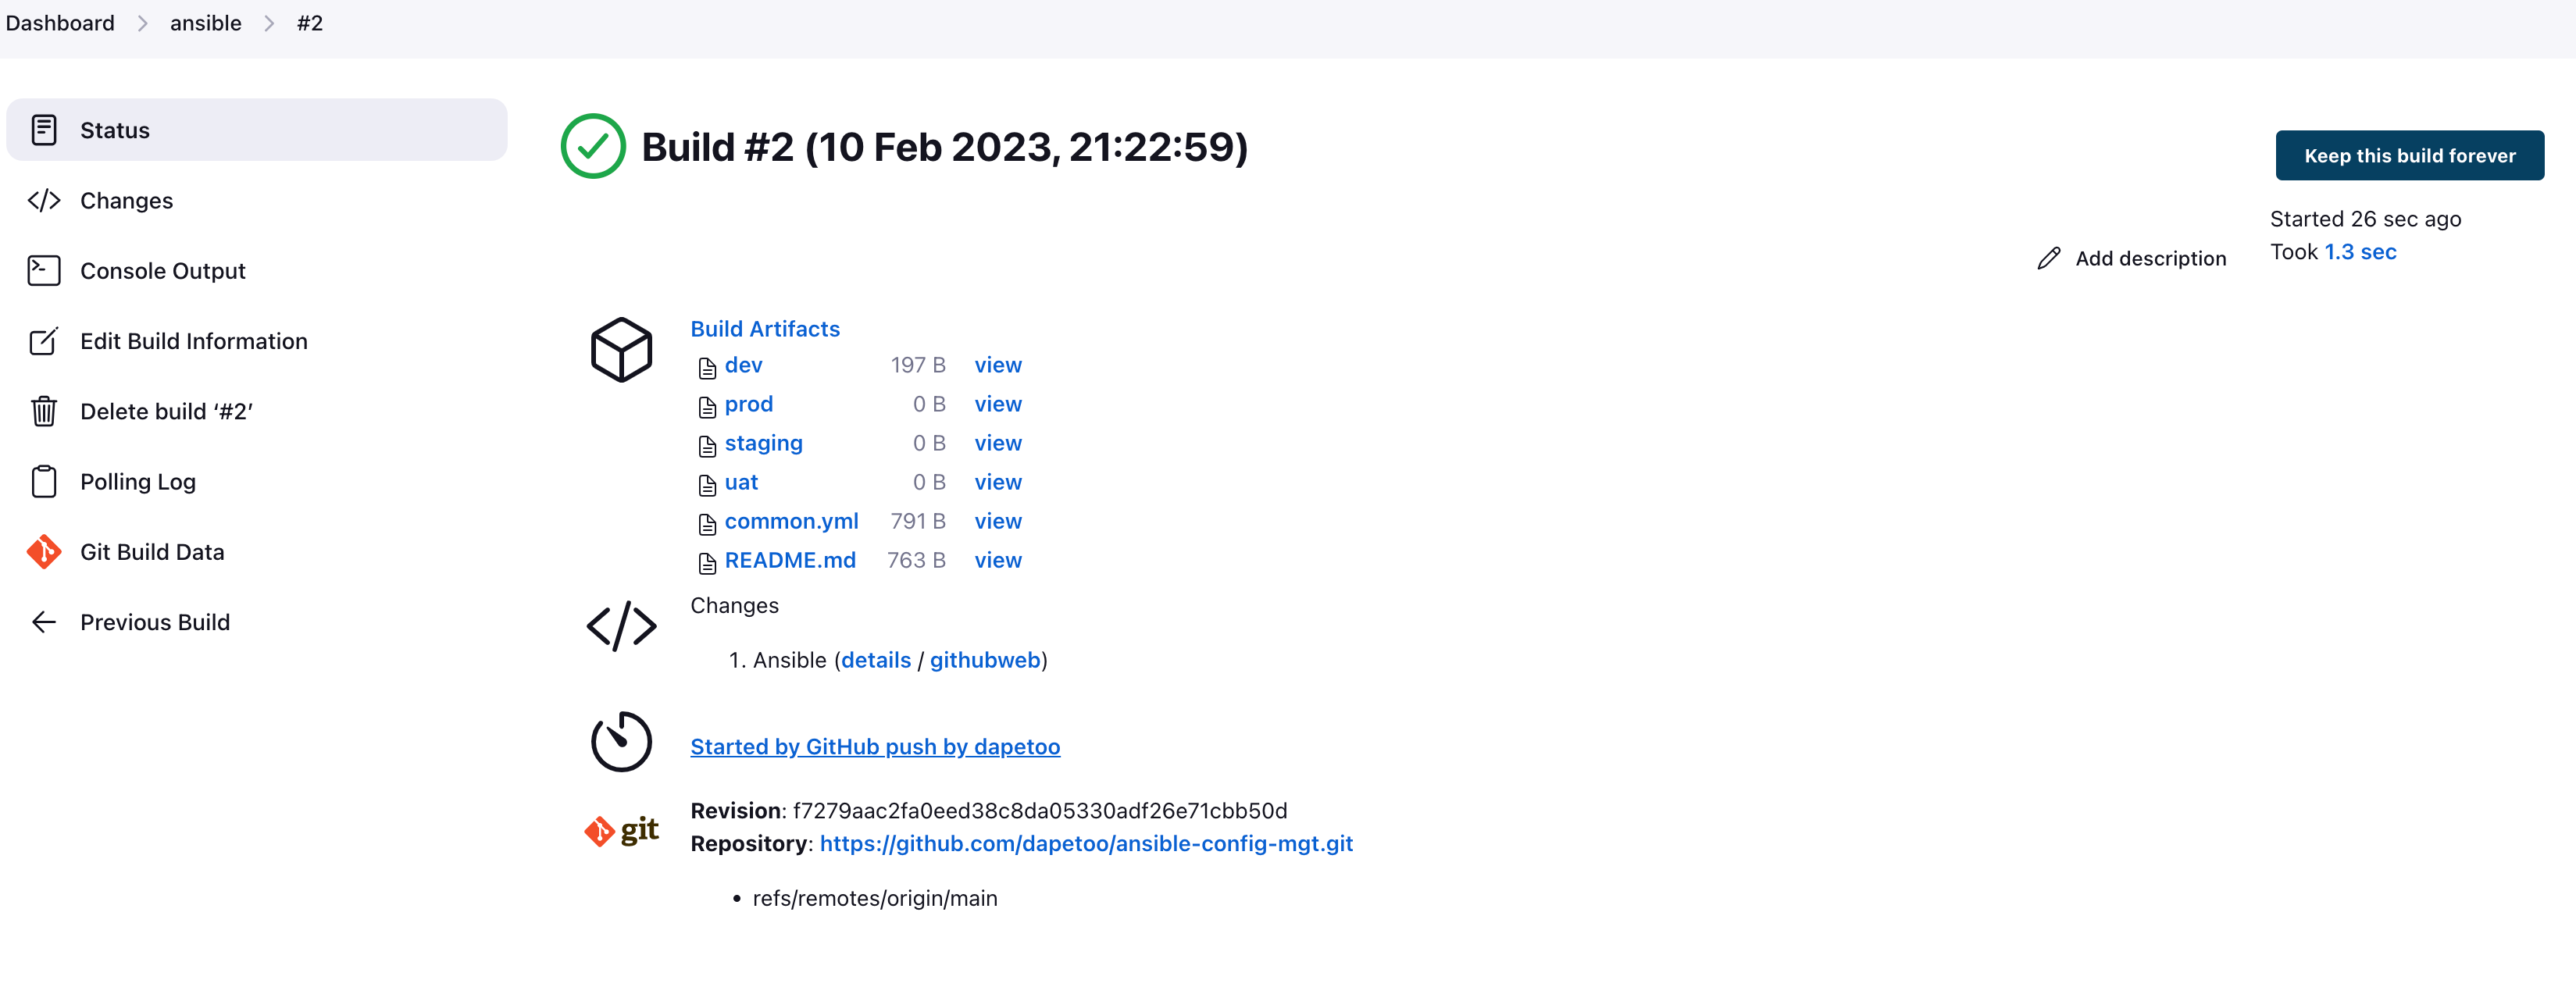 Dashboard > ansible > #2
Status
Changes
Console Output
Edit Build Information
Delete build ‘#2’
Polling Log
Git Build Data
Previous Build
Build #2 (10 Feb 2023, 21:22:59)
Keep this build forever
Started 26 sec ago
Took 1.3 sec
Add description
Build Artifacts
dev 197 B view
prod 0 B view
staging 0 B view
uat 0 B view
common.yml 791 B view
README.md 763 B view
Changes
1. Ansible (details / githubweb)
Started by GitHub push by dapetoo
git
Revision: f7279aac2fa0eed38c8da05330adf26e71cbb50d
Repository: https://github.com/dapetoo/ansible-config-mgt.git
• refs/remotes/origin/main